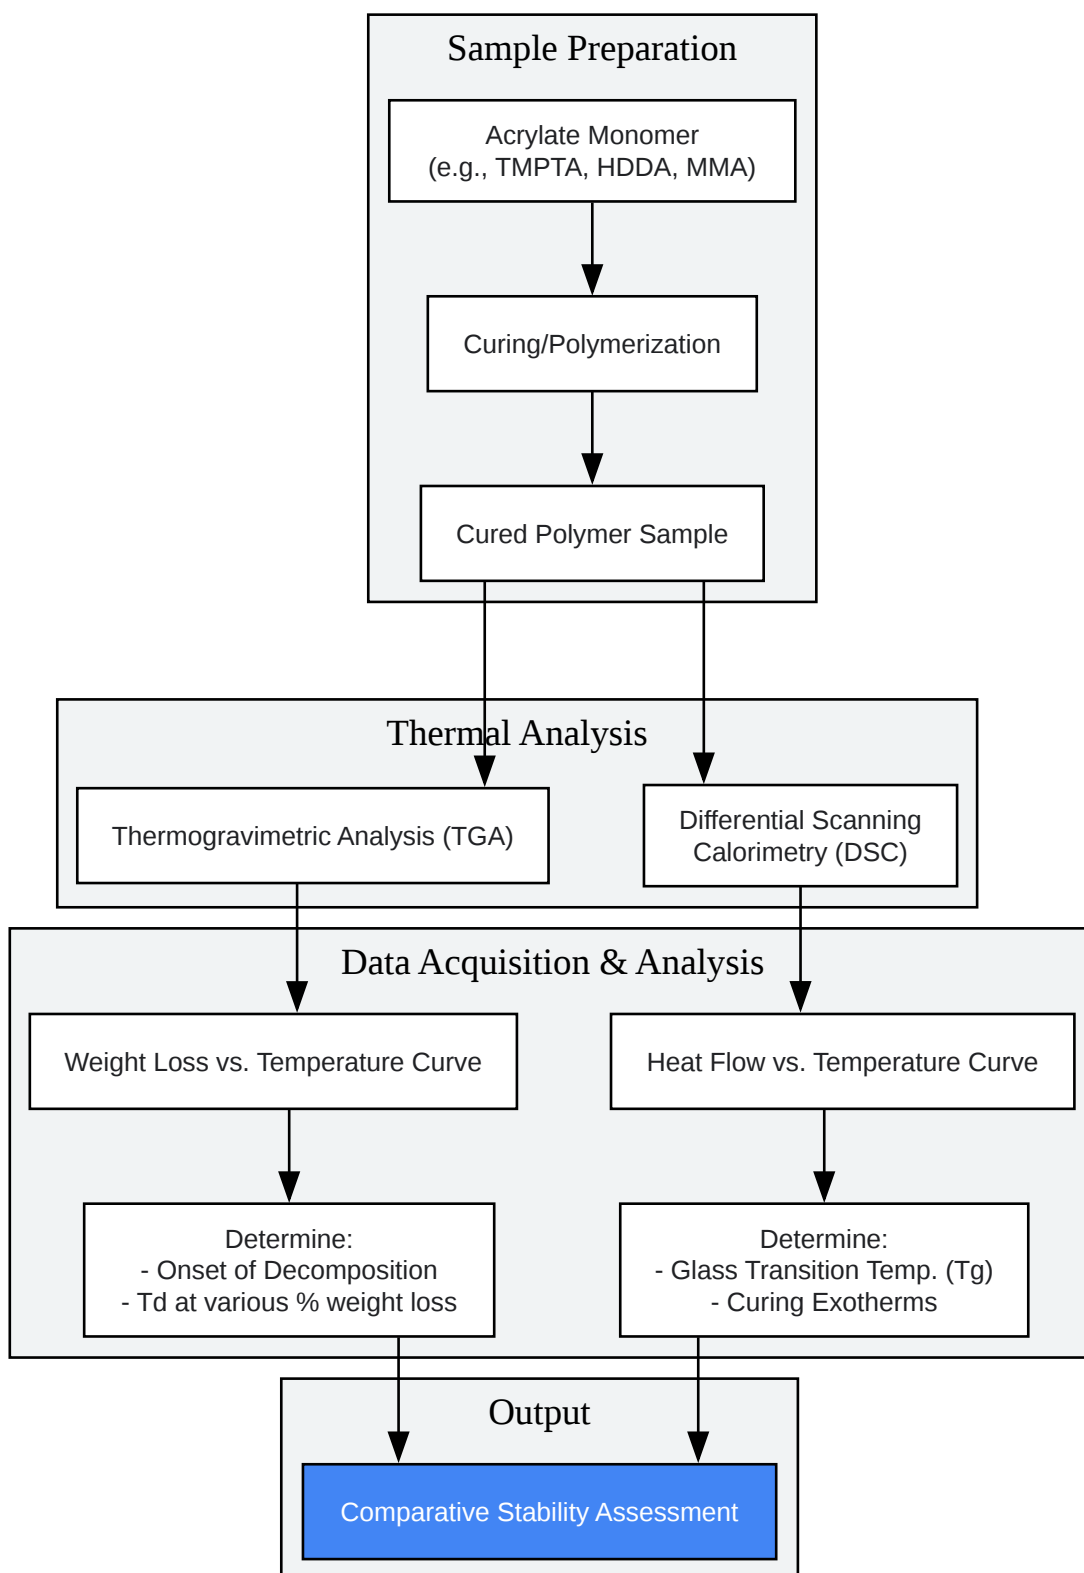 Sample Preparation
Acrylate Monomer
(e.g., TMPTA, HDDA, MMA)
Curing/Polymerization
Cured Polymer Sample
Thermal Analysis
Thermogravimetric Analysis (TGA)
Differential Scanning
Calorimetry (DSC)
Data Acquisition & Analysis
Weight Loss vs. Temperature Curve
Heat Flow vs. Temperature Curve
Determine:
- Onset of Decomposition
- Td at various % weight loss
Determine:
- Glass Transition Temp. (Tg)
- Curing Exotherms
Output
Comparative Stability Assessment